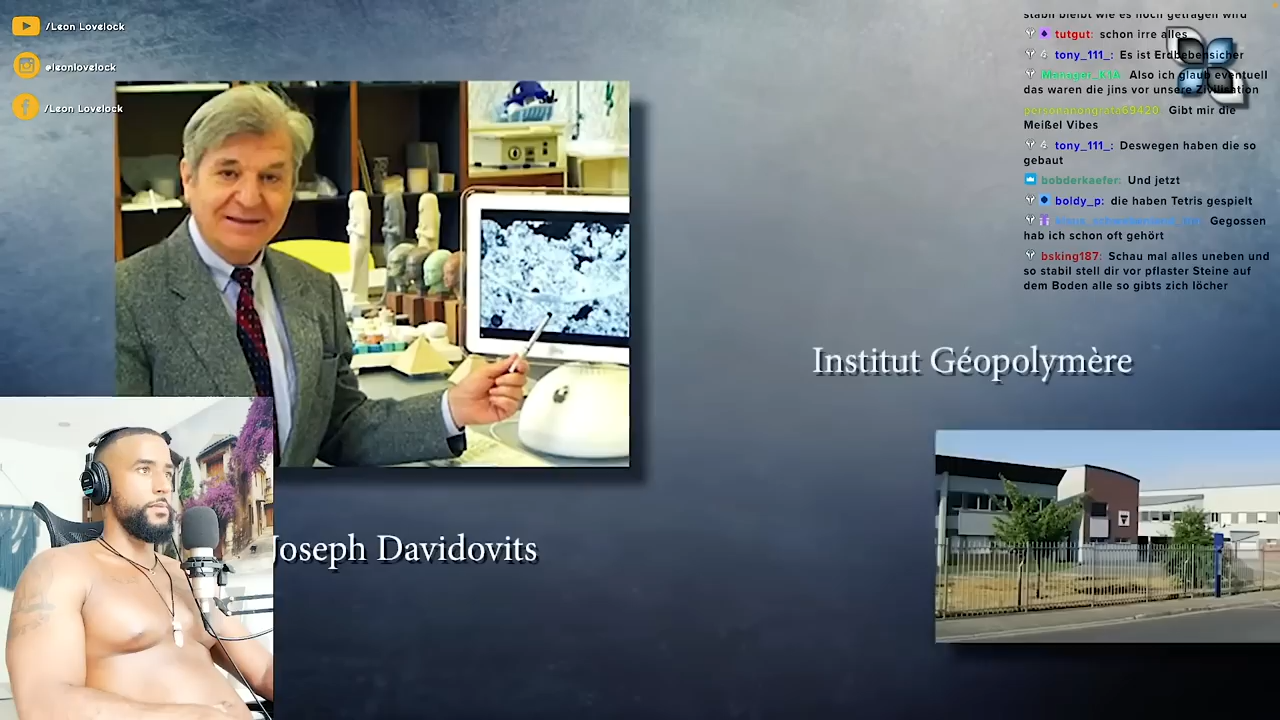 /Leon Lovelock
@leonlovelock
/Leon Lovelock
stabil bleibt wie es noch getragen wird
tutgut: schon irre alles
tony_111_: Es ist Erdbebensicher
Manager_K1A Also ich glaub eventuell
das waren die jins vor unsere Zivilisation
personanongrata69420: Gibt mir die
Meißel Vibes
tony_111_: Deswegen haben die so
gebaut
bobderkaefer: Und jetzt
boldy_p: die haben Tetris gespielt
Gegossen
hab ich schon oft gehört
bsking187: Schau mal alles uneben und
so stabil stell dir vor pflaster Steine auf
dem Boden alle so gibts zich löcher
Institut Géopolymère
Joseph Davidovits